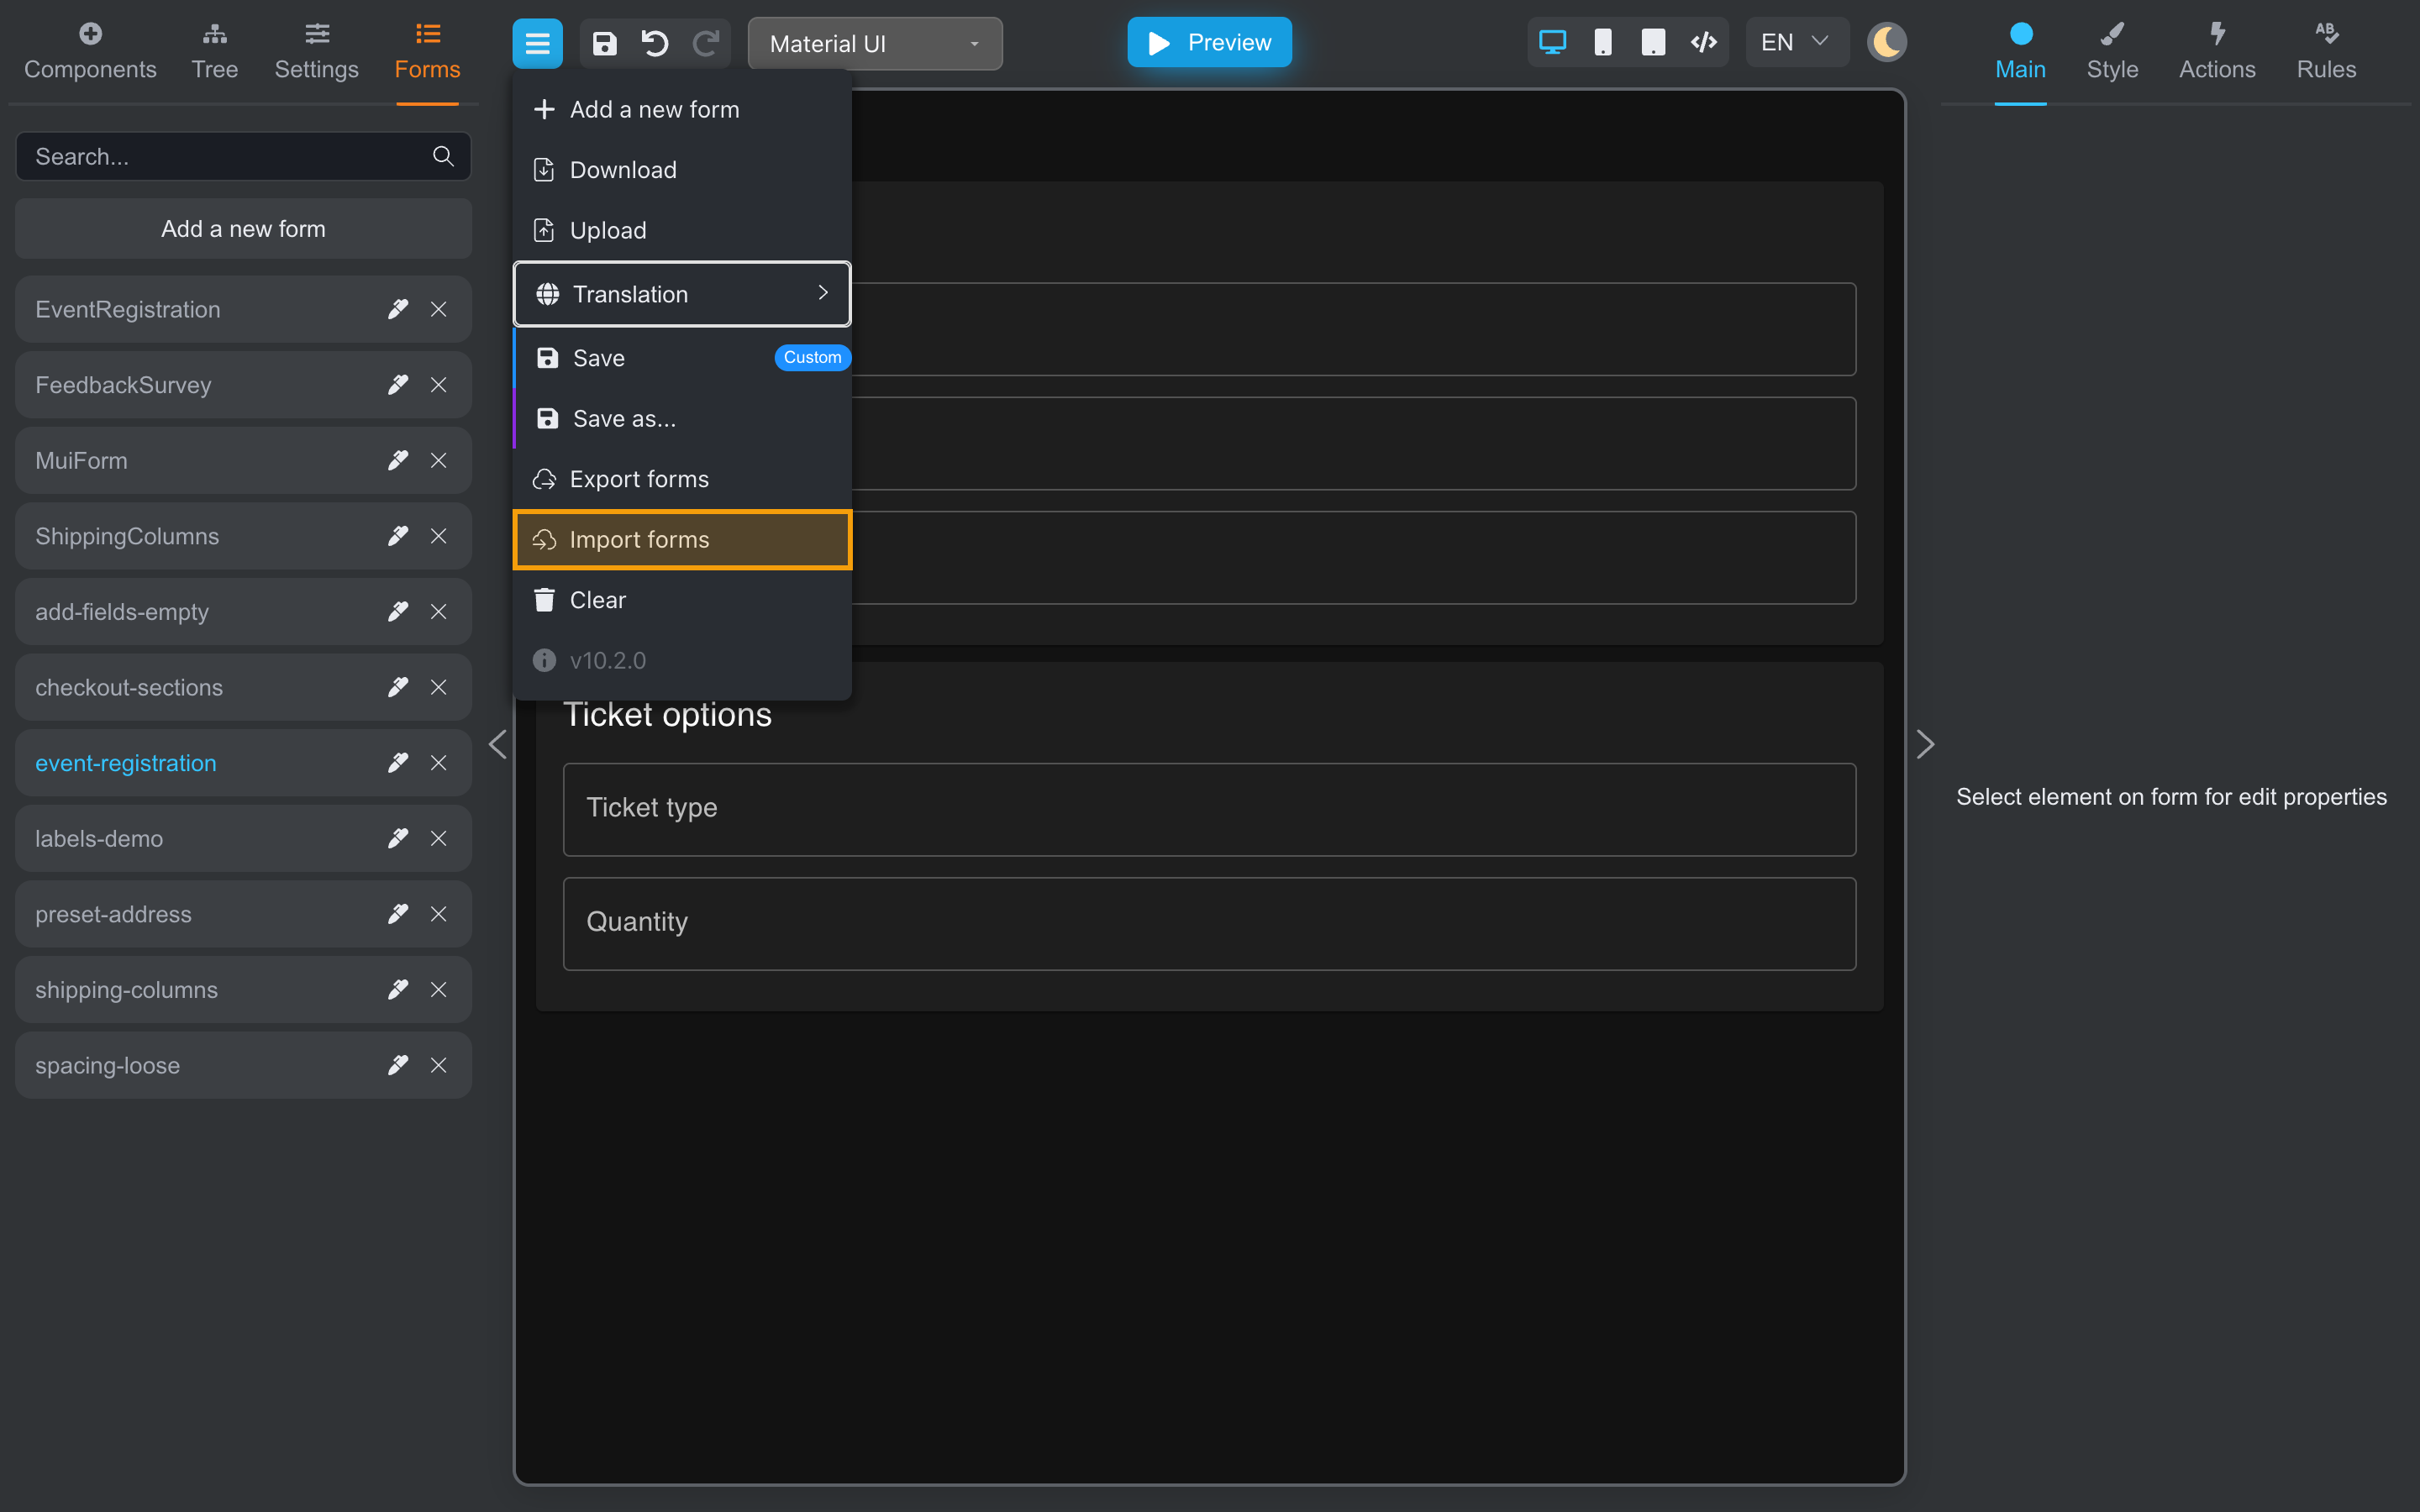 Components
Tree
Settings
Forms
Material UI
Preview
EN
Main
Style
Actions
Rules
Search...
Add a new form
EventRegistration
FeedbackSurvey
MuiForm
ShippingColumns
add-fields-empty
checkout-sections
event-registration
labels-demo
preset-address
shipping-columns
spacing-loose
Add a new form
Download
Upload
Translation
Save
Custom
Save as...
Export forms
Import forms
Clear
v10.2.0
Ticket options
Ticket type
Quantity
Select element on form for edit properties